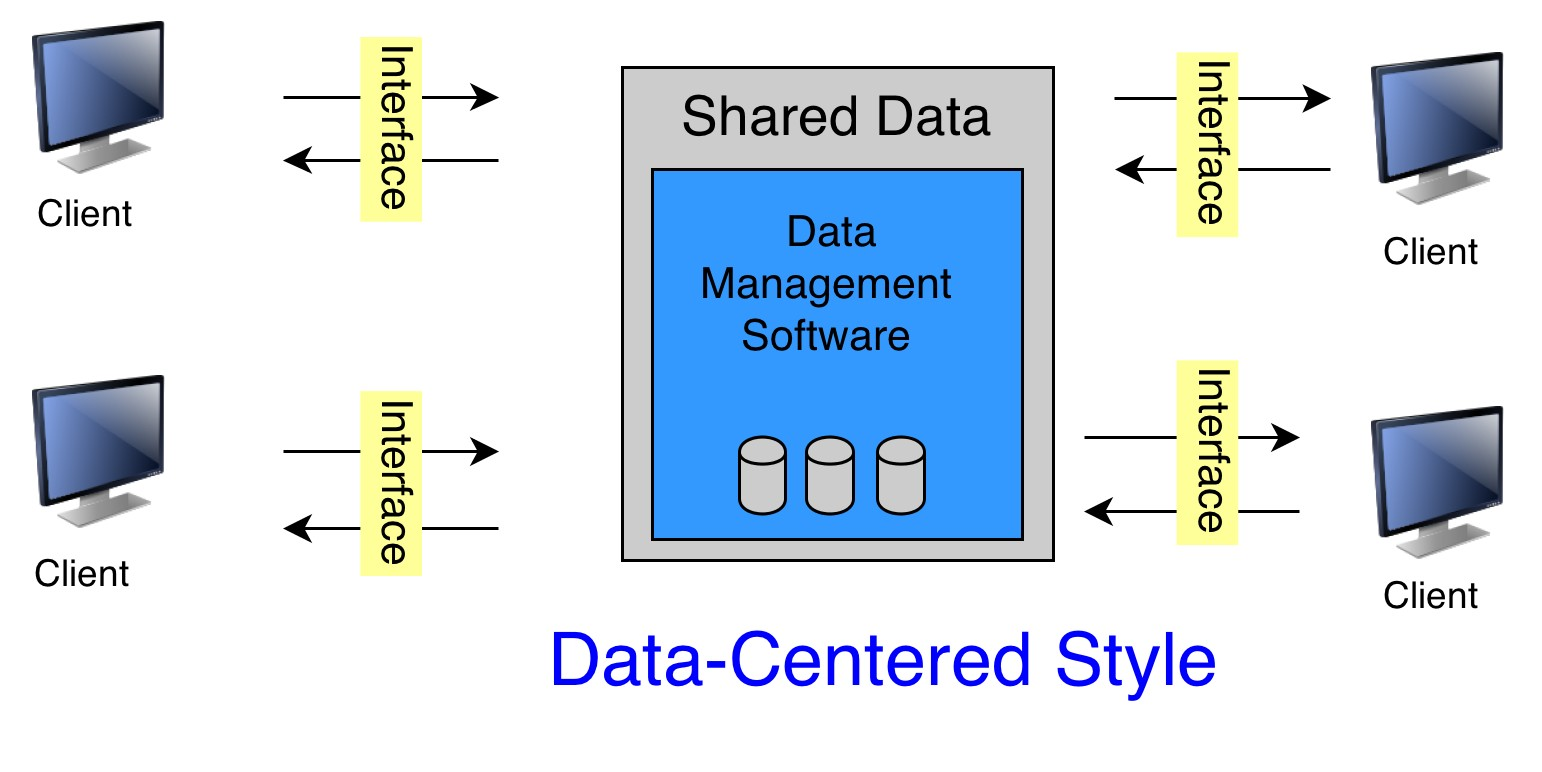 Interface
Interface
Shared Data
Client
Client
Data
Management
Software
Interface
Interface
Client
Client
Data-Centered Style